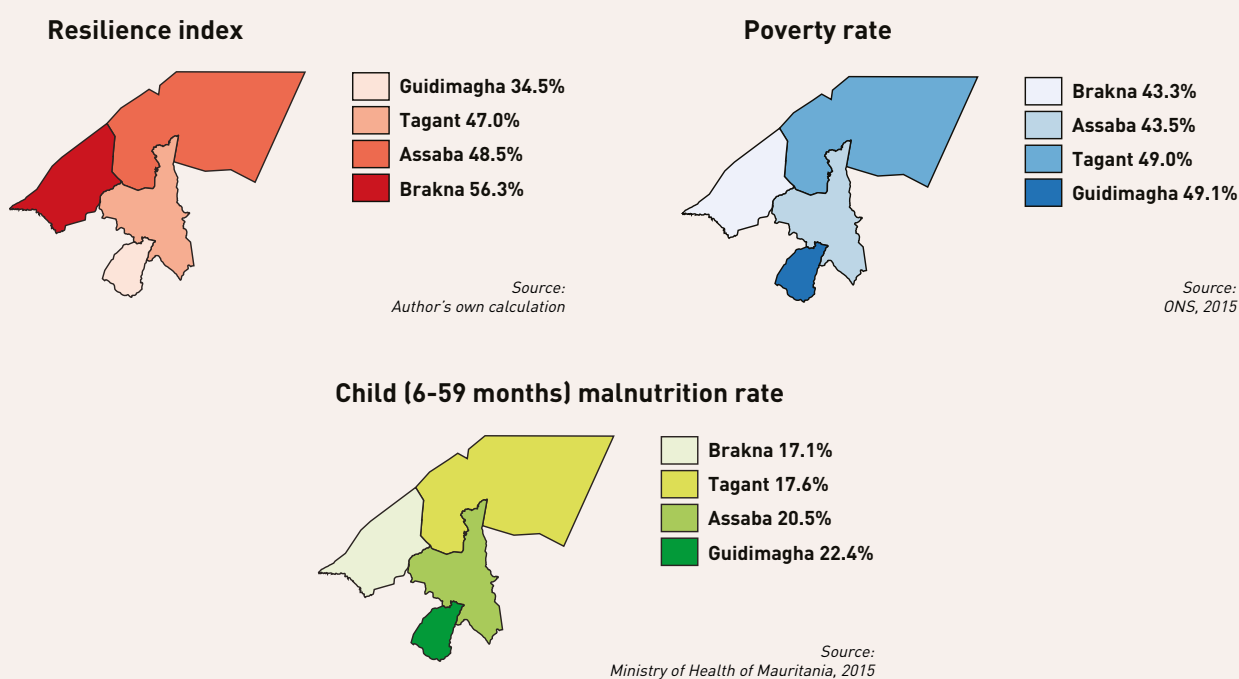 Resilience index
Guidimagha 34.5%
Tagant 47.0%
Assaba 48.5%
Brakna 56.3%
Source:
Author's own calculation
Poverty rate
Brakna 43.3%
Assaba 43.5%
Tagant 49.0%
Guidimagha 49.1%
Source:
ONS, 2015
Child (6-59 months) malnutrition rate
Brakna 17.1%
Tagant 17.6%
Assaba 20.5%
Guidimagha 22.4%
Source:
Ministry of Health of Mauritania, 2015